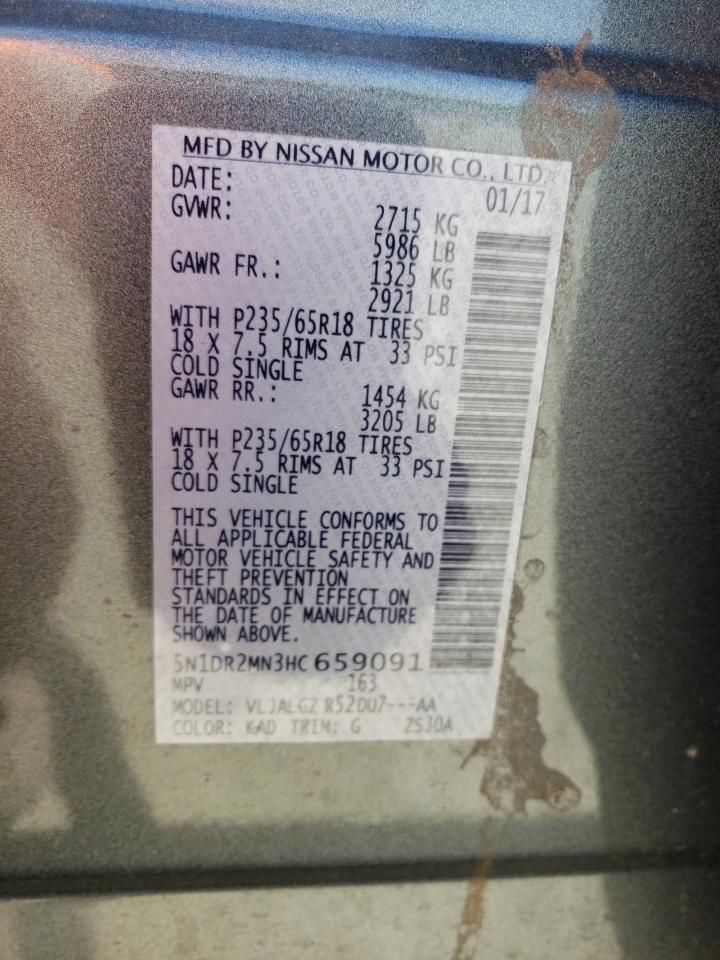 MFD BY NISSAN MOTOR CO., LTD.
DATE: 01/17
GVWR: 2715 KG
5986 LB
GAWR FR.: 1325 KG
2921 LB
WITH P235/65R18 TIRES
18 X 7.5 RIMS AT 33 PSI
COLD SINGLE
GAWR RR.: 1454 KG
3205 LB
WITH P235/65R18 TIRES
18 X 7.5 RIMS AT 33 PSI
COLD SINGLE
THIS VEHICLE CONFORMS TO
ALL APPLICABLE FEDERAL
MOTOR VEHICLE SAFETY AND
THEFT PREVENTION
STANDARDS IN EFFECT ON
THE DATE OF MANUFACTURE
SHOWN ABOVE.
5N1DR2MN3HC659091
MPV 163
MODEL: VLJALGZ R52DU7---AA
COLOR: KAD TRIM: G ZS30A